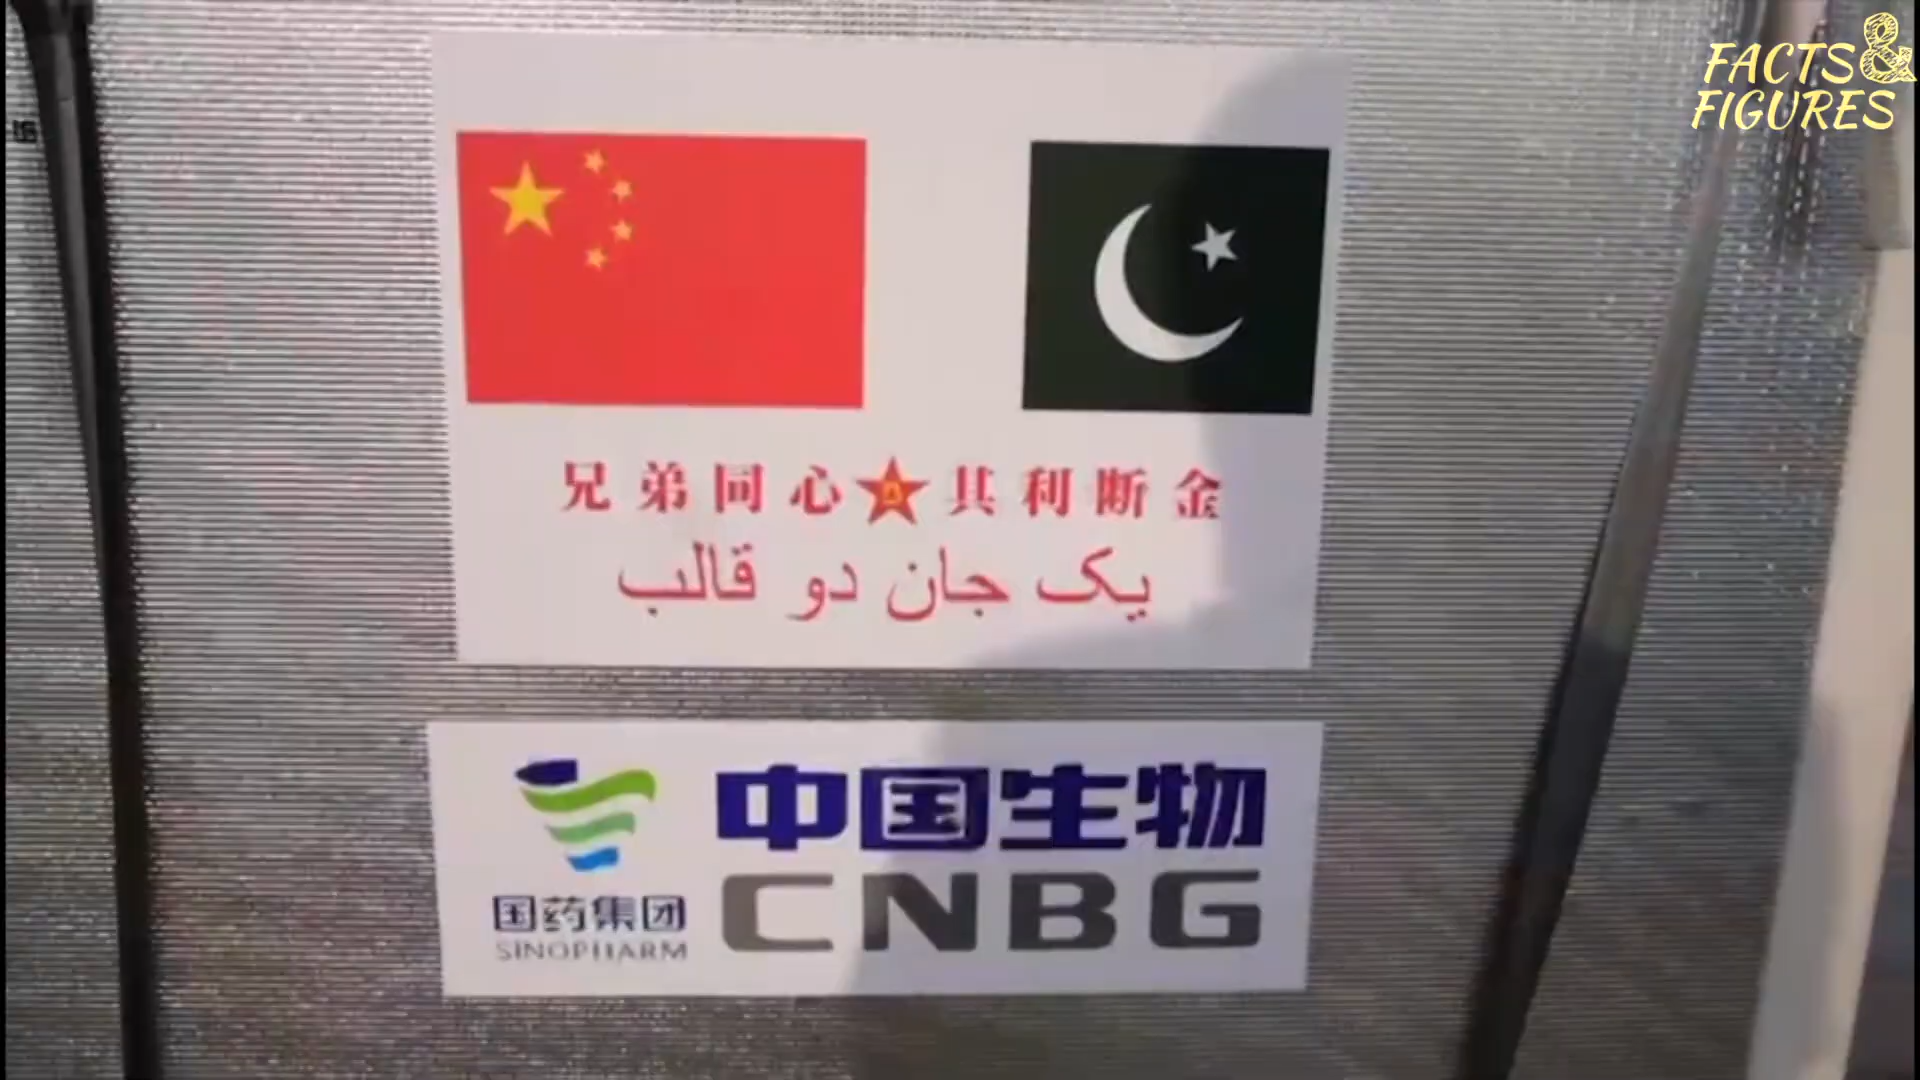 FACTS &
FIGURES
兄弟同心 其利断金
یک جان دو قالب
中国生物
CNBG
国药集团
SINOPHARM